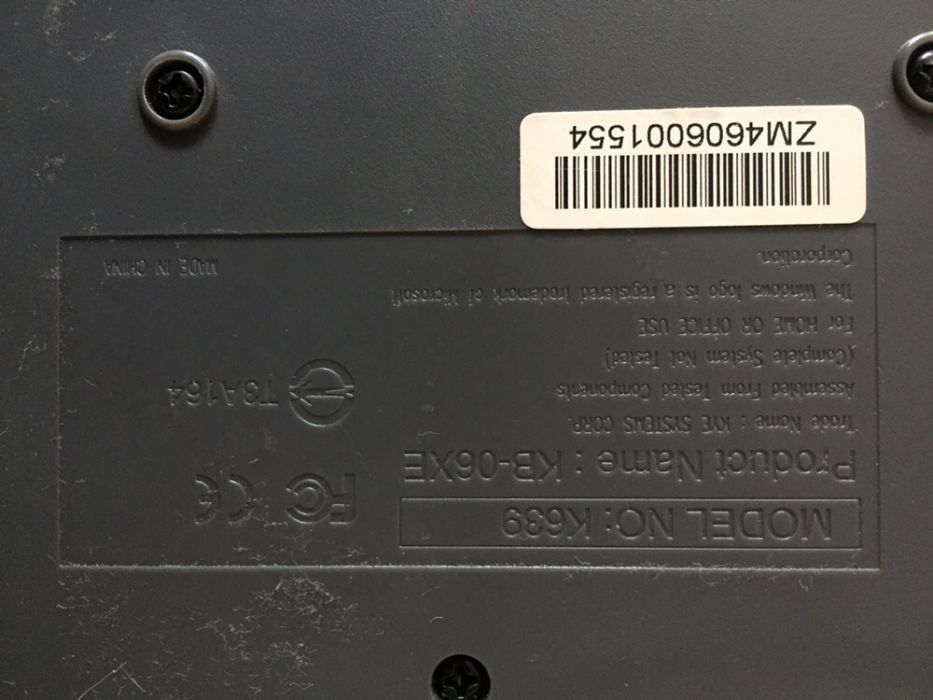 MODEL NO: K639
Product Name : KB-06XE
Trade Name : KYE SYSTEMS CORP.
Assembled From Tested Components
(Complete System Not Tested)
For HOME OR OFFICE USE
The Windows logo is a registered trademark of Microsoft
Corporation.
FC CE
T3A164
MADE IN CHINA
ZM4606001554